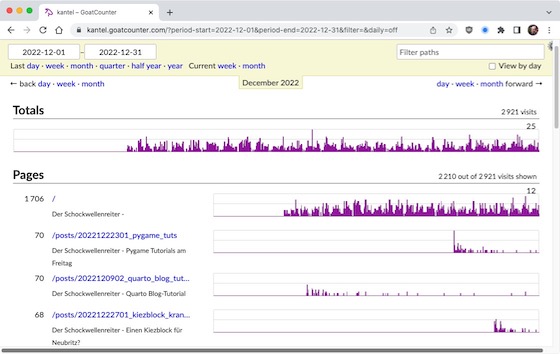 kantel – GoatCounter
kantel.goatcounter.com/?period-start=2022-12-01&period-end=2022-12-31&filter=&daily=off
2022-12-01 – 2022-12-31
Filter paths
Last day · week · month · quarter · half year · year Current week · month
View by day
← back day · week · month
December 2022
day · week · month forward →
Totals
2 921 visits
25
Pages
2 210 out of 2 921 visits shown
12
1 706 /
Der Schockwellenreiter -
70 /posts/20221222301_pygame_tuts
Der Schockwellenreiter - Pygame Tutorials am
Freitag
70 /posts/2022120902_quarto_blog_tut...
Der Schockwellenreiter - Quarto Blog-Tutorial
68 /posts/20221222701_kiezblock_kran...
Der Schockwellenreiter - Einen Kiezblock für
Neubritz?